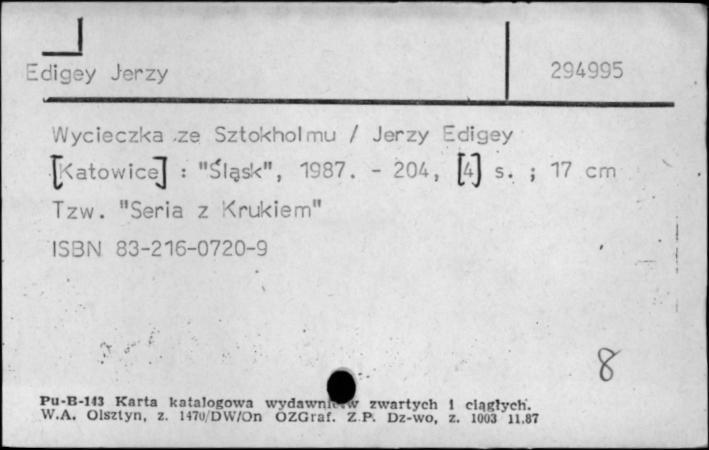 Edigey Jerzy 294995
Wycieczka ze Sztokholmu / Jerzy Edigey
[Katowice] : "Śląsk", 1987. - 204, [4] s. ; 17 cm
Tzw. "Seria z Krukiem"
ISBN 83-216-0720-9
8
Pu-B-143 Karta katalogowa zwartych i ciągłych.
W.A. Olsztyn, z. 1470/DW/On OZGraf. Z.P. Dz-wo, z. 1003 11.87